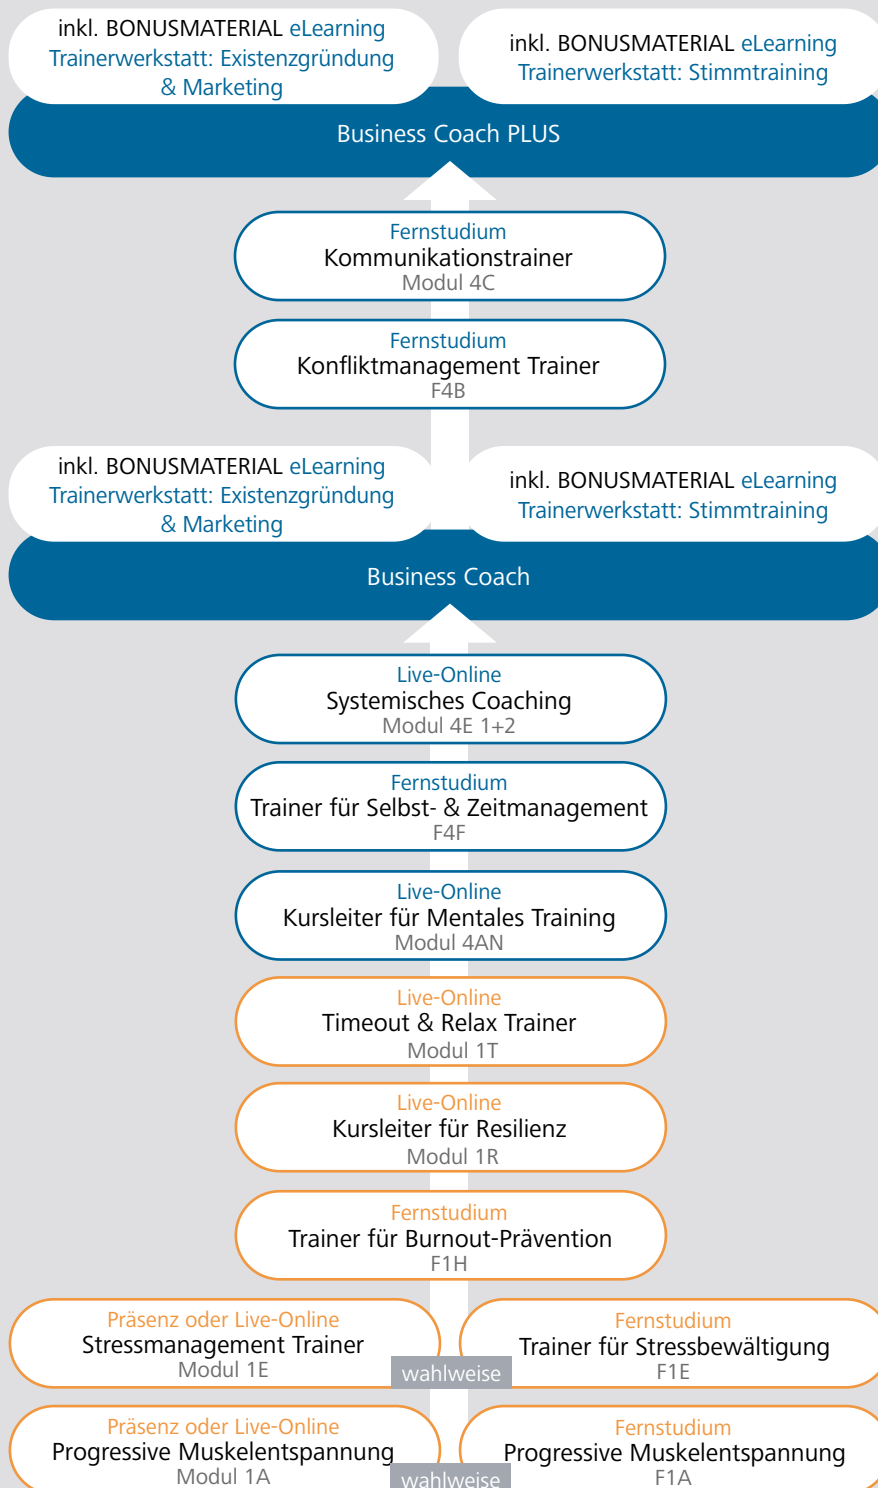 inkl. BONUSMATERIAL eLearning
Trainerwerkstatt: Existenzgründung
& Marketing
inkl. BONUSMATERIAL eLearning
Trainerwerkstatt: Stimmtraining
Business Coach PLUS
Fernstudium
Kommunikationstrainer
Modul 4C
Fernstudium
Konfliktmanagement Trainer
F4B
inkl. BONUSMATERIAL eLearning
Trainerwerkstatt: Existenzgründung
& Marketing
inkl. BONUSMATERIAL eLearning
Trainerwerkstatt: Stimmtraining
Business Coach
Live-Online
Systemisches Coaching
Modul 4E 1+2
Fernstudium
Trainer für Selbst- & Zeitmanagement
F4F
Live-Online
Kursleiter für Mentales Training
Modul 4AN
Live-Online
Timeout & Relax Trainer
Modul 1T
Live-Online
Kursleiter für Resilienz
Modul 1R
Fernstudium
Trainer für Burnout-Prävention
F1H
Präsenz oder Live-Online
Stressmanagement Trainer
Modul 1E
wahlweise
Fernstudium
Trainer für Stressbewältigung
F1E
Präsenz oder Live-Online
Progressive Muskelentspannung
Modul 1A
wahlweise
Fernstudium
Progressive Muskelentspannung
F1A